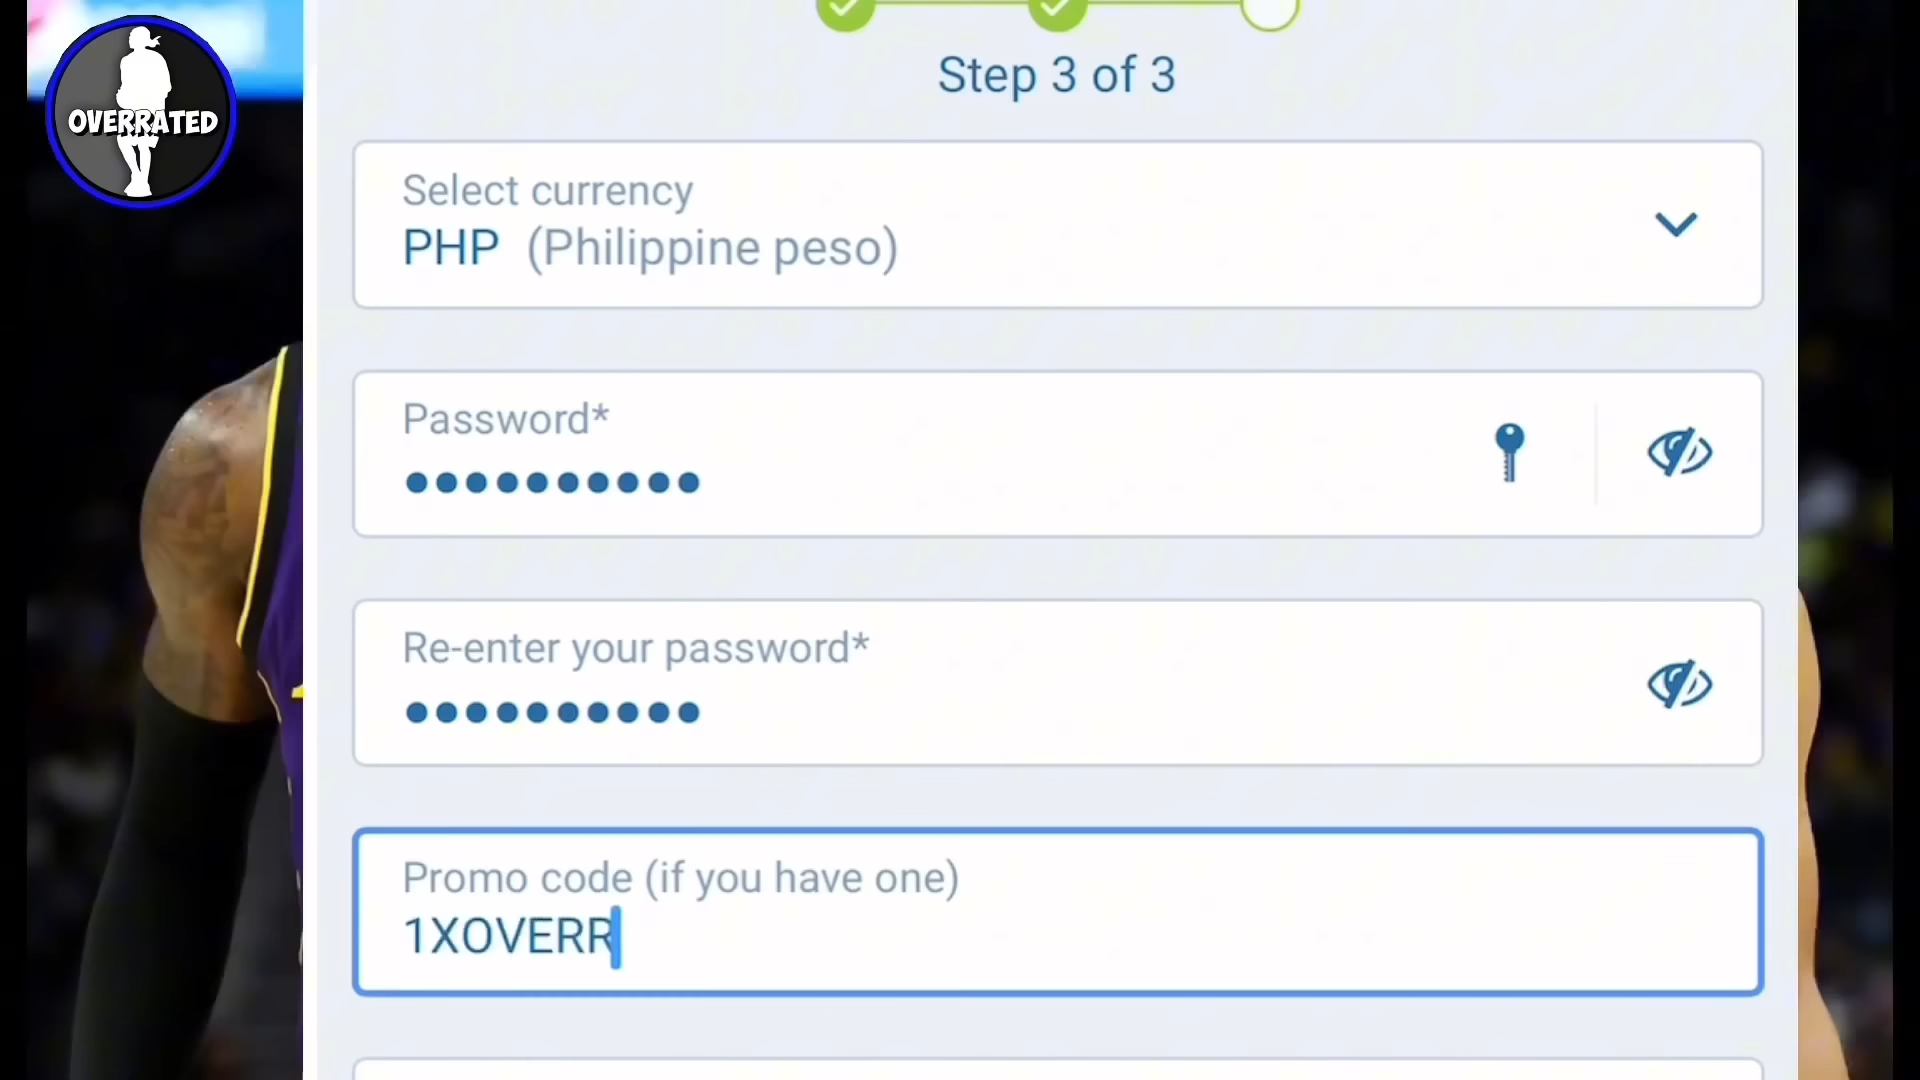 OVERRATED
Step 3 of 3
Select currency
PHP (Philippine peso)
Password*
Re-enter your password*
Promo code (if you have one)
1XOVERR